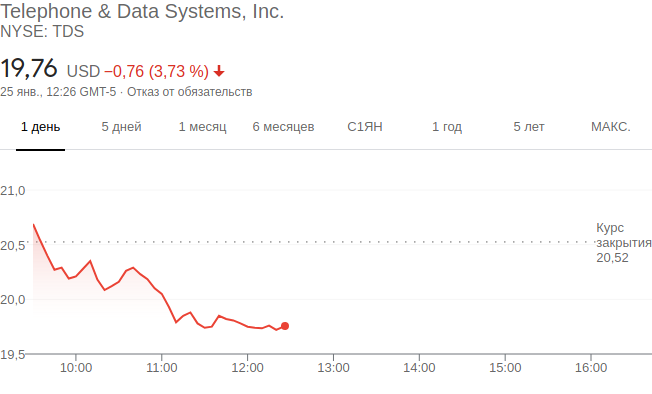 Telephone & Data Systems, Inc.
NYSE: TDS
19,76 USD −0,76 (3,73 %)
25 янв., 12:26 GMT-5 · Отказ от обязательств
1 день 5 дней 1 месяц 6 месяцев С1ЯН 1 год 5 лет МАКС.
21,0
Курс
20,5 закрытия
20,52
20,0
19,5
10:00 11:00 12:00 13:00 14:00 15:00 16:00